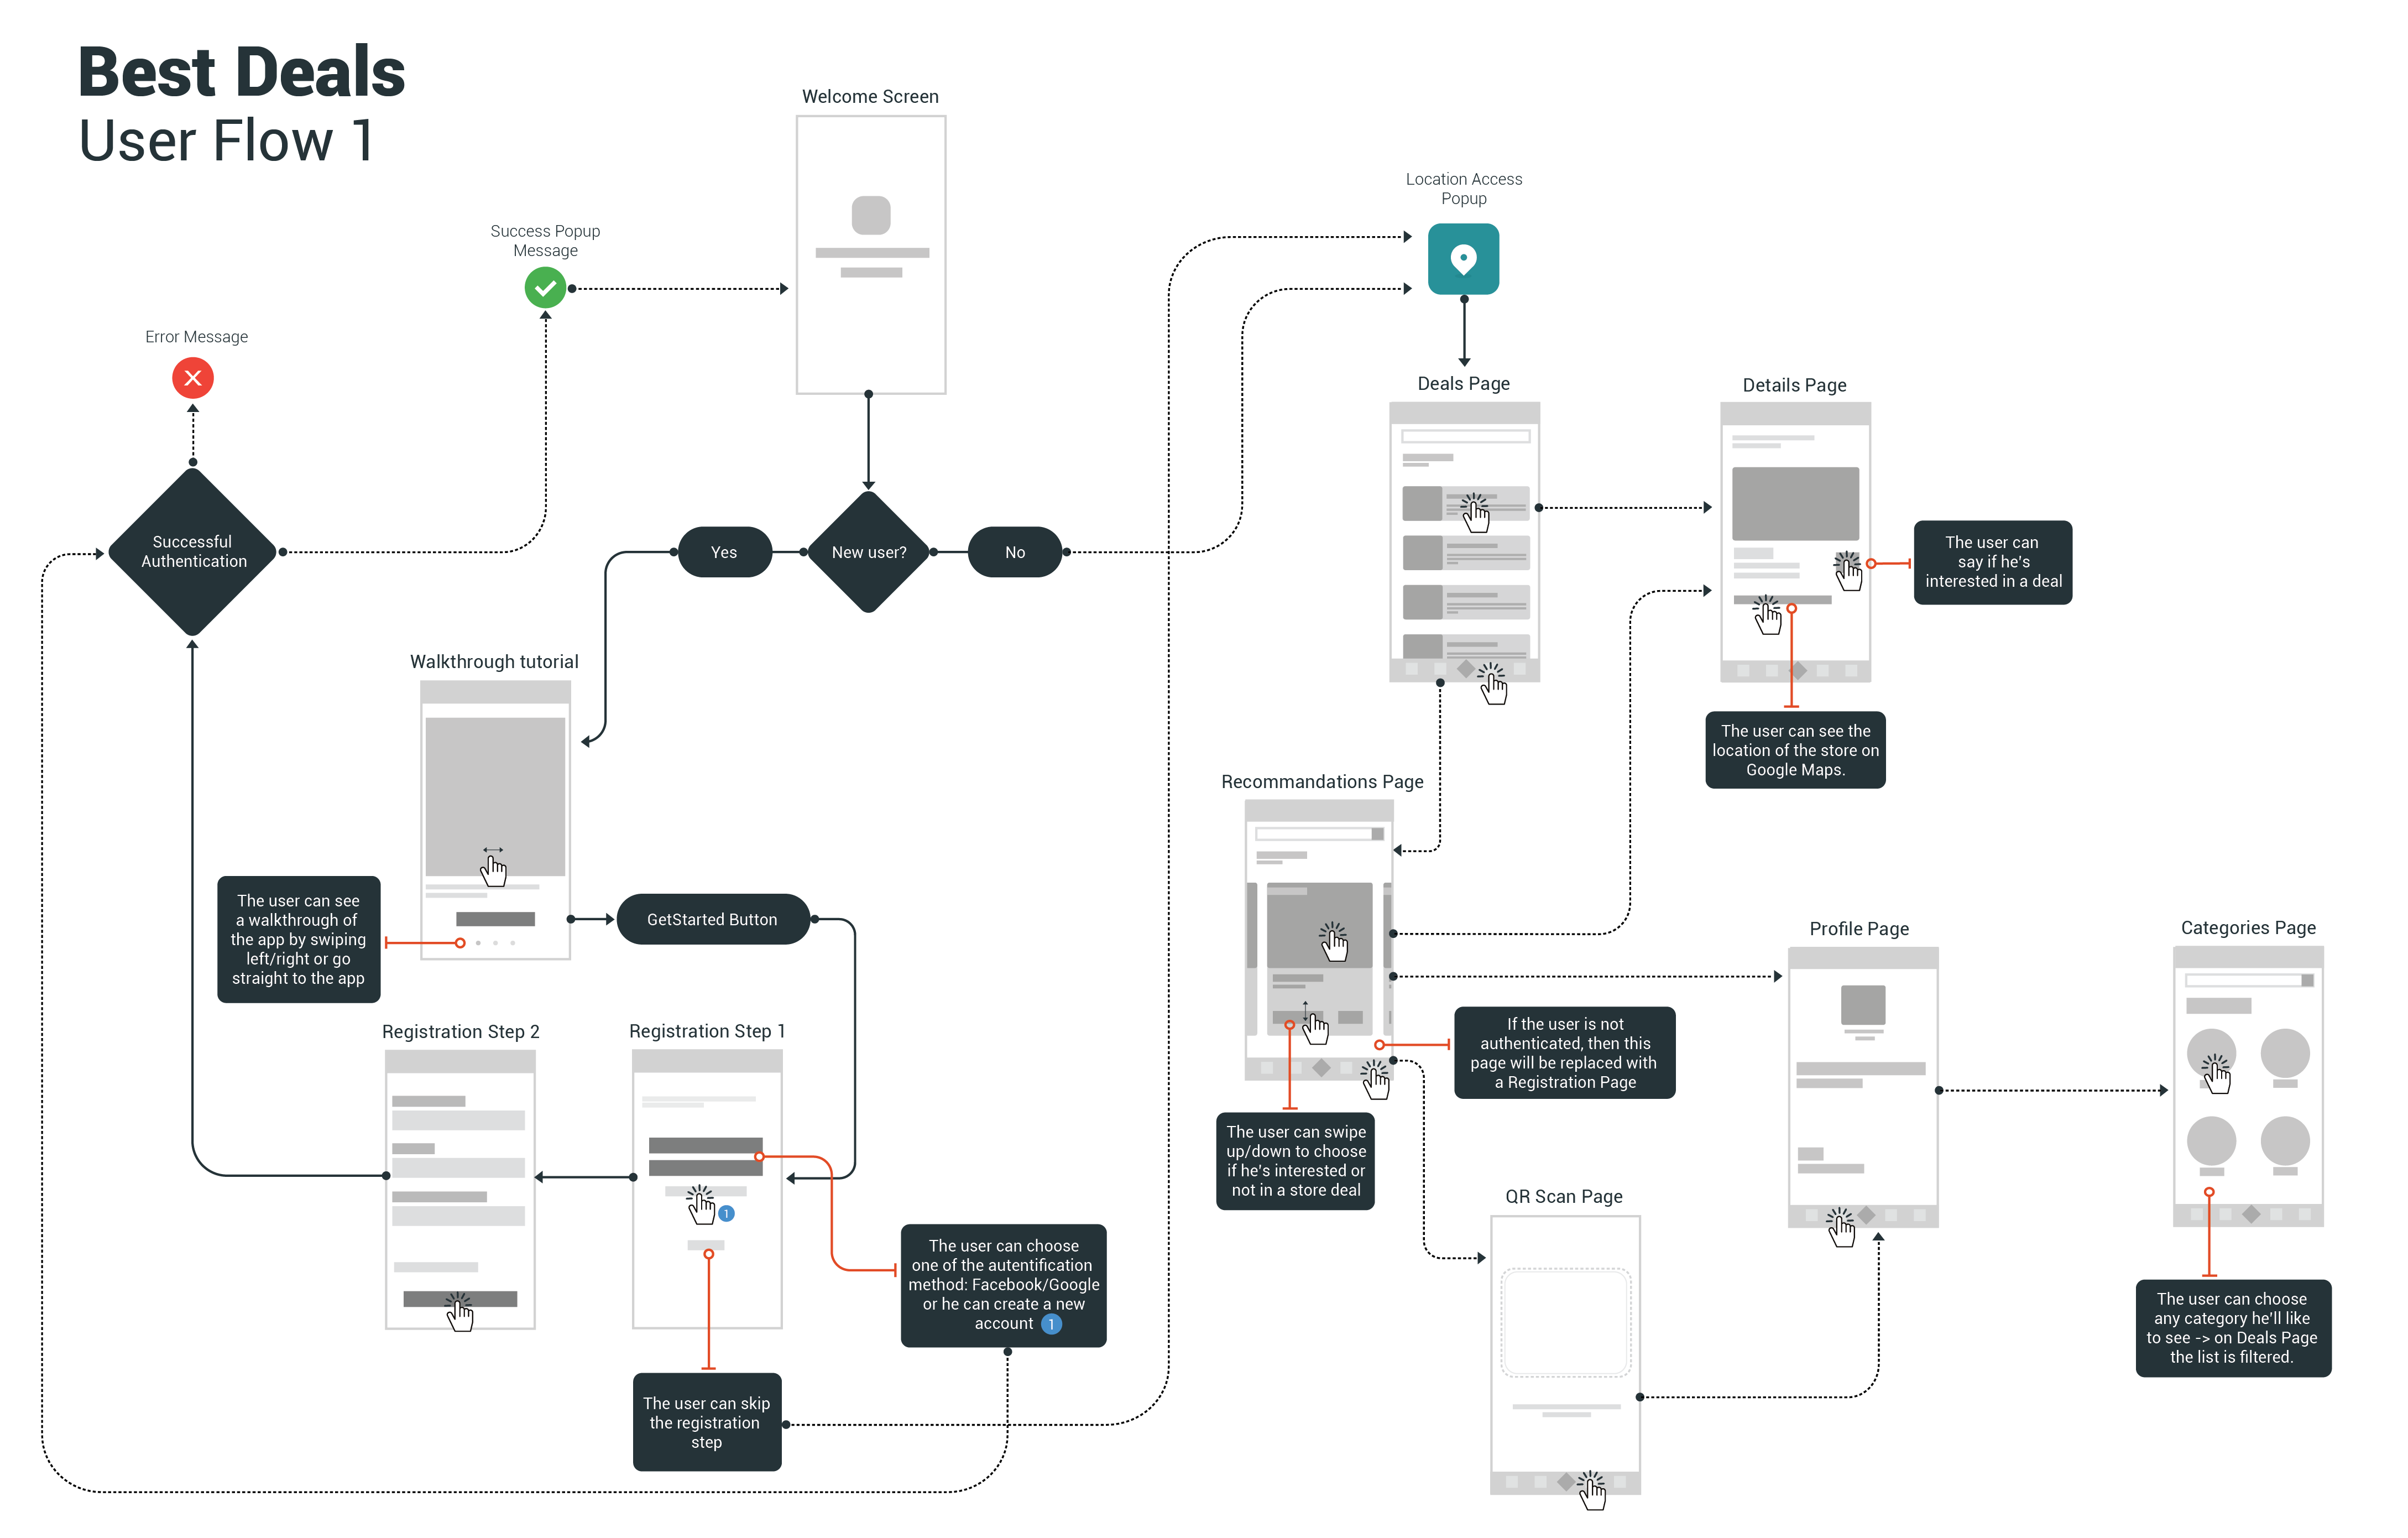 Best Deals
User Flow 1
Welcome Screen
Location Access
Popup
Success Popup
Message
Error Message
Deals Page
Details Page
Successful
Authentication
Yes
New user?
No
The user can
say if he's
interested in a deal
Walkthrough tutorial
The user can see the
location of the store on
Google Maps.
Recommandations Page
The user can see
a walkthrough of
the app by swiping
left/right or go
straight to the app
GetStarted Button
Profile Page
Categories Page
Registration Step 2
Registration Step 1
If the user is not
authenticated, then this
page will be replaced with
a Registration Page
The user can swipe
up/down to choose
if he's interested or
not in a store deal
QR Scan Page
1
The user can choose
one of the autentification
method: Facebook/Google
or he can create a new
account 1
The user can choose
any category he'll like
to see -> on Deals Page
the list is filtered.
The user can skip
the registration
step